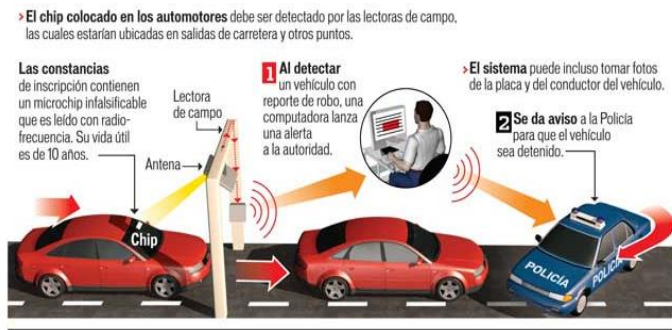 El chip colocado en los automotores debe ser detectado por las lectoras de campo,
las cuales estarían ubicadas en salidas de carretera y otros puntos.
Las constancias
de inscripción contienen
un microchip infalsificable
que es leído con radio-
frecuencia. Su vida útil
es de 10 años.
Lectora
de campo
Antena
Chip
1 Al detectar
un vehículo con
reporte de robo, una
computadora lanza
una alerta
a la autoridad.
El sistema puede incluso tomar fotos
de la placa y del conductor del vehículo.
2 Se da aviso a la Policía
para que el vehículo
sea detenido.
POLICÍA
POLICÍA